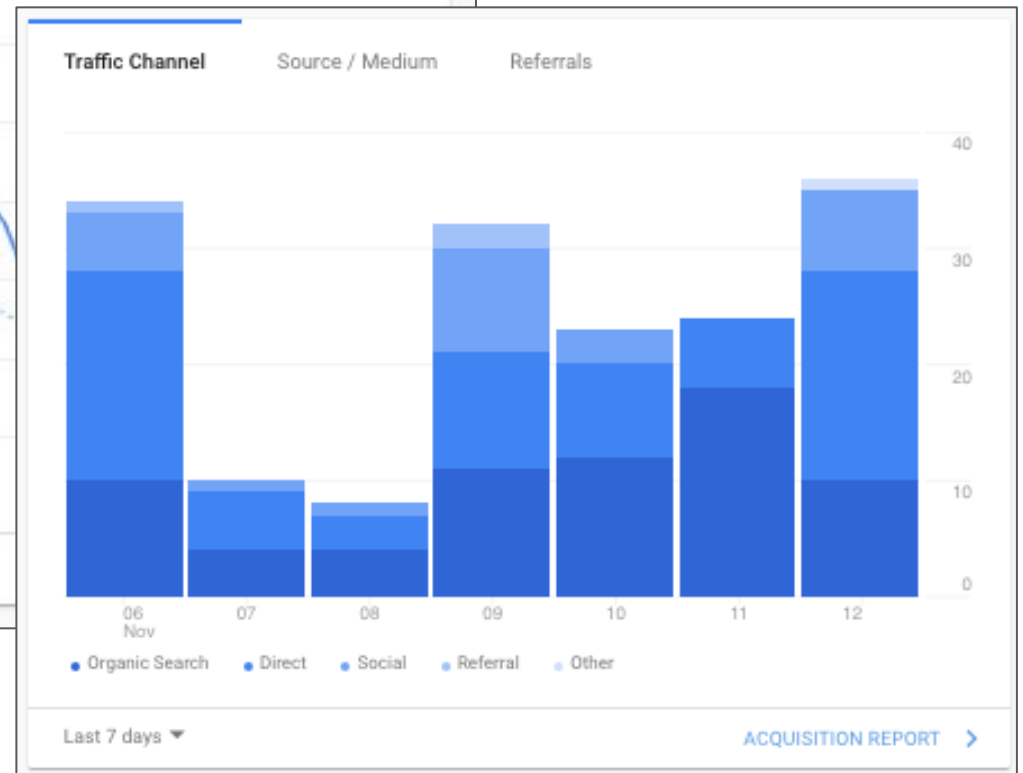 Traffic Channel Source / Medium Referrals
40
30
20
10
0
06 07 08 09 10 11 12
Nov
Organic Search Direct Social Referral Other
Last 7 days ACQUISITION REPORT